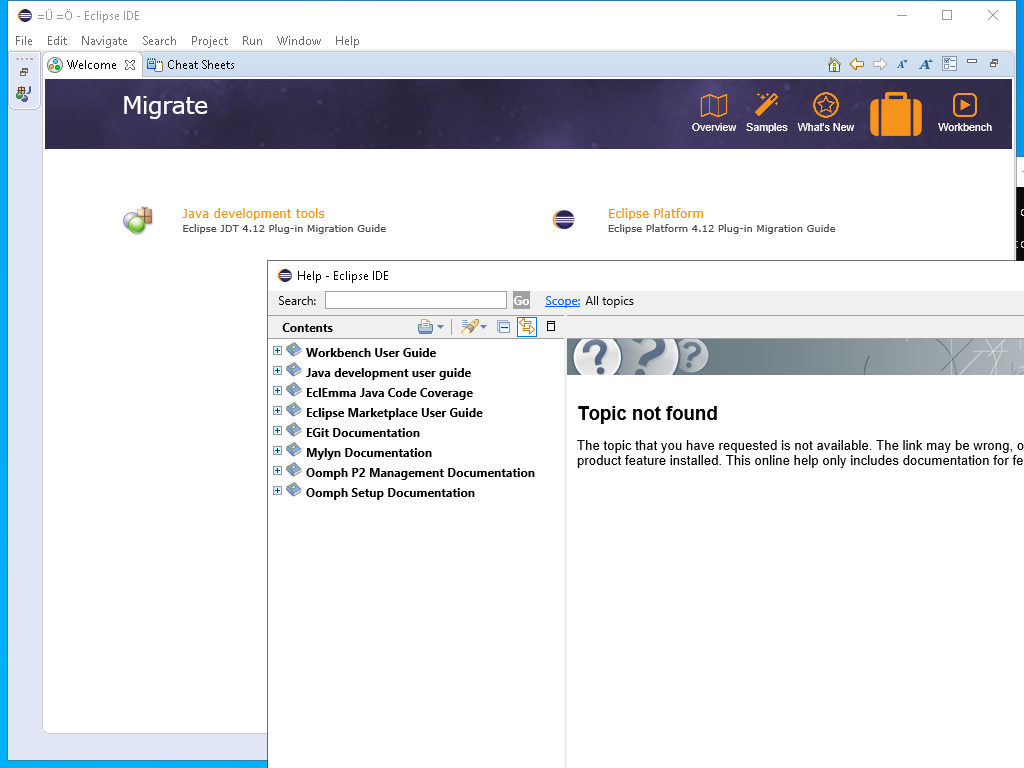 =Ü =Ö - Eclipse IDE
File Edit Navigate Search Project Run Window Help
Welcome Cheat Sheets
Migrate
Overview Samples What's New Workbench
Java development tools
Eclipse JDT 4.12 Plug-in Migration Guide
Eclipse Platform
Eclipse Platform 4.12 Plug-in Migration Guide
Help - Eclipse IDE
Search: Go Scope: All topics
Contents
Workbench User Guide
Java development user guide
EclEmma Java Code Coverage
Eclipse Marketplace User Guide
EGit Documentation
Mylyn Documentation
Oomph P2 Management Documentation
Oomph Setup Documentation
Topic not found
The topic that you have requested is not available. The link may be wrong,
product feature installed. This online help only includes documentation for